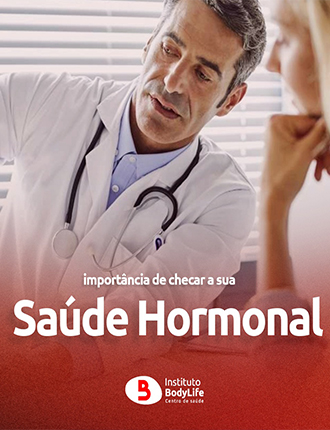 importância de checar a sua
Saúde Hormonal
B
Instituto
BodyLife
Centro de saúde